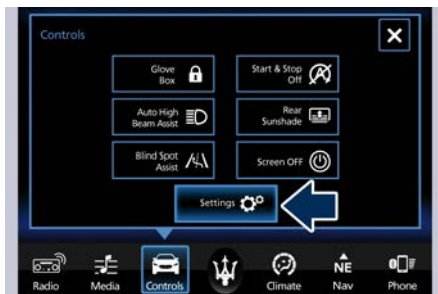 Controls
Glove
Box
Start & Stop
Off
Auto High
Beam Assist
Rear
Sunshade
Blind Spot
Assist
Screen OFF
Settings
Radio
Media
Controls
Climate
NE
Nav
Phone